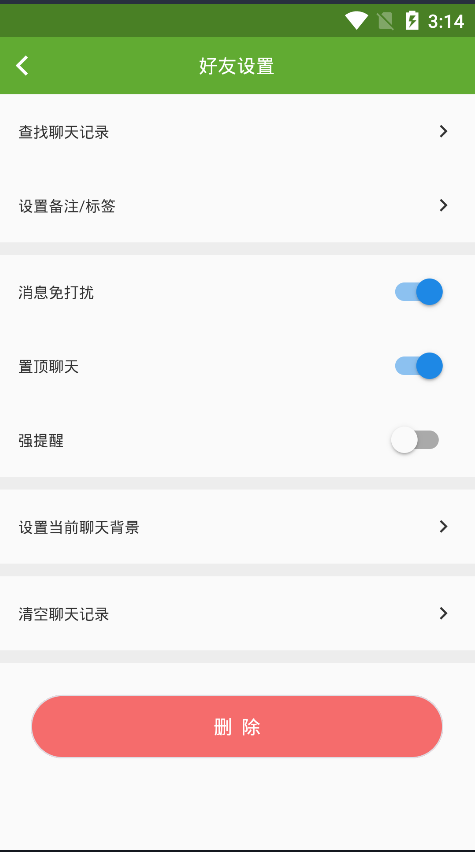 3:14
好友设置
查找聊天记录
设置备注/标签
消息免打扰
置顶聊天
强提醒
设置当前聊天背景
清空聊天记录
删 除